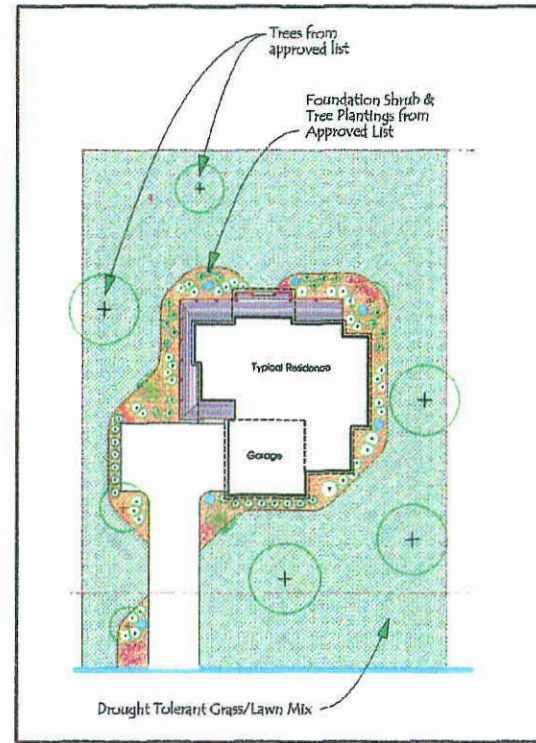 Trees from
approved list
Foundation Shrub &
Tree Plantings from
Approved List
Typical Residence
Garage
Drought Tolerant Grass/Lawn Mix